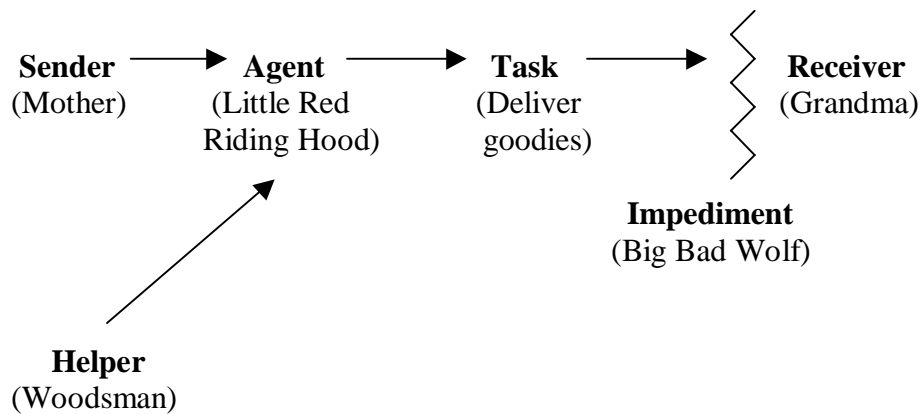 Sender
(Mother)
Agent
(Little Red
Riding Hood)
Task
(Deliver
goodies)
Receiver
(Grandma)
Impediment
(Big Bad Wolf)
Helper
(Woodsman)